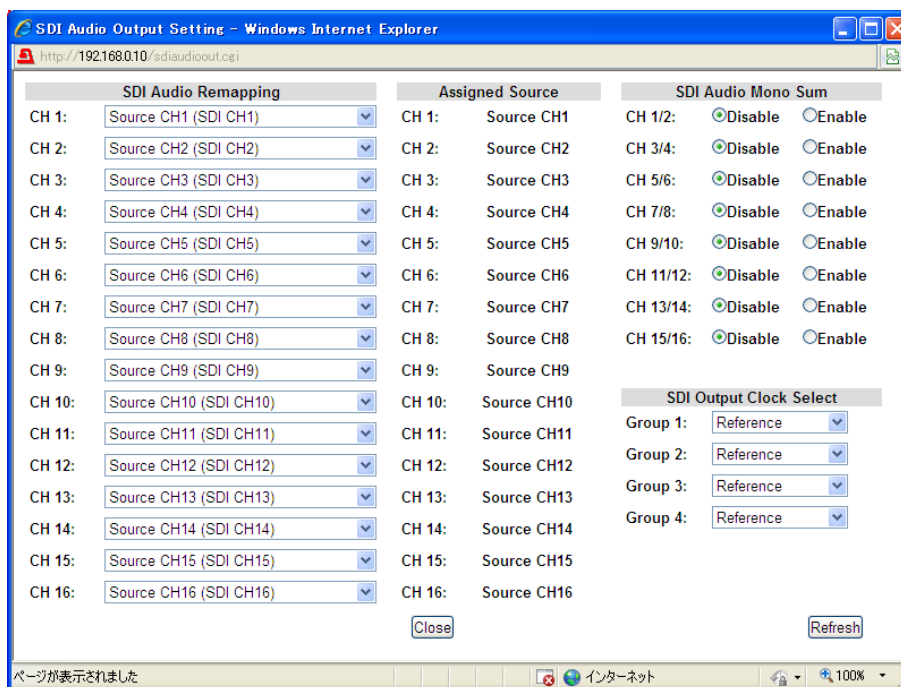 SDI Audio Output Setting - Windows Internet Explorer
http://192.168.0.10/sdiaudioout.cgi
SDI Audio Remapping Assigned Source SDI Audio Mono Sum
CH 1: Source CH1 (SDI CH1) CH 1: Source CH1 CH 1/2: Disable Enable
CH 2: Source CH2 (SDI CH2) CH 2: Source CH2 CH 3/4: Disable Enable
CH 3: Source CH3 (SDI CH3) CH 3: Source CH3 CH 5/6: Disable Enable
CH 4: Source CH4 (SDI CH4) CH 4: Source CH4 CH 7/8: Disable Enable
CH 5: Source CH5 (SDI CH5) CH 5: Source CH5 CH 9/10: Disable Enable
CH 6: Source CH6 (SDI CH6) CH 6: Source CH6 CH 11/12: Disable Enable
CH 7: Source CH7 (SDI CH7) CH 7: Source CH7 CH 13/14: Disable Enable
CH 8: Source CH8 (SDI CH8) CH 8: Source CH8 CH 15/16: Disable Enable
CH 9: Source CH9 (SDI CH9) CH 9: Source CH9
CH 10: Source CH10 (SDI CH10) CH 10: Source CH10 SDI Output Clock Select
CH 11: Source CH11 (SDI CH11) CH 11: Source CH11 Group 1: Reference
CH 12: Source CH12 (SDI CH12) CH 12: Source CH12 Group 2: Reference
CH 13: Source CH13 (SDI CH13) CH 13: Source CH13 Group 3: Reference
CH 14: Source CH14 (SDI CH14) CH 14: Source CH14 Group 4: Reference
CH 15: Source CH15 (SDI CH15) CH 15: Source CH15
CH 16: Source CH16 (SDI CH16) CH 16: Source CH16
Close Refresh
ページが表示されました インターネット 100%